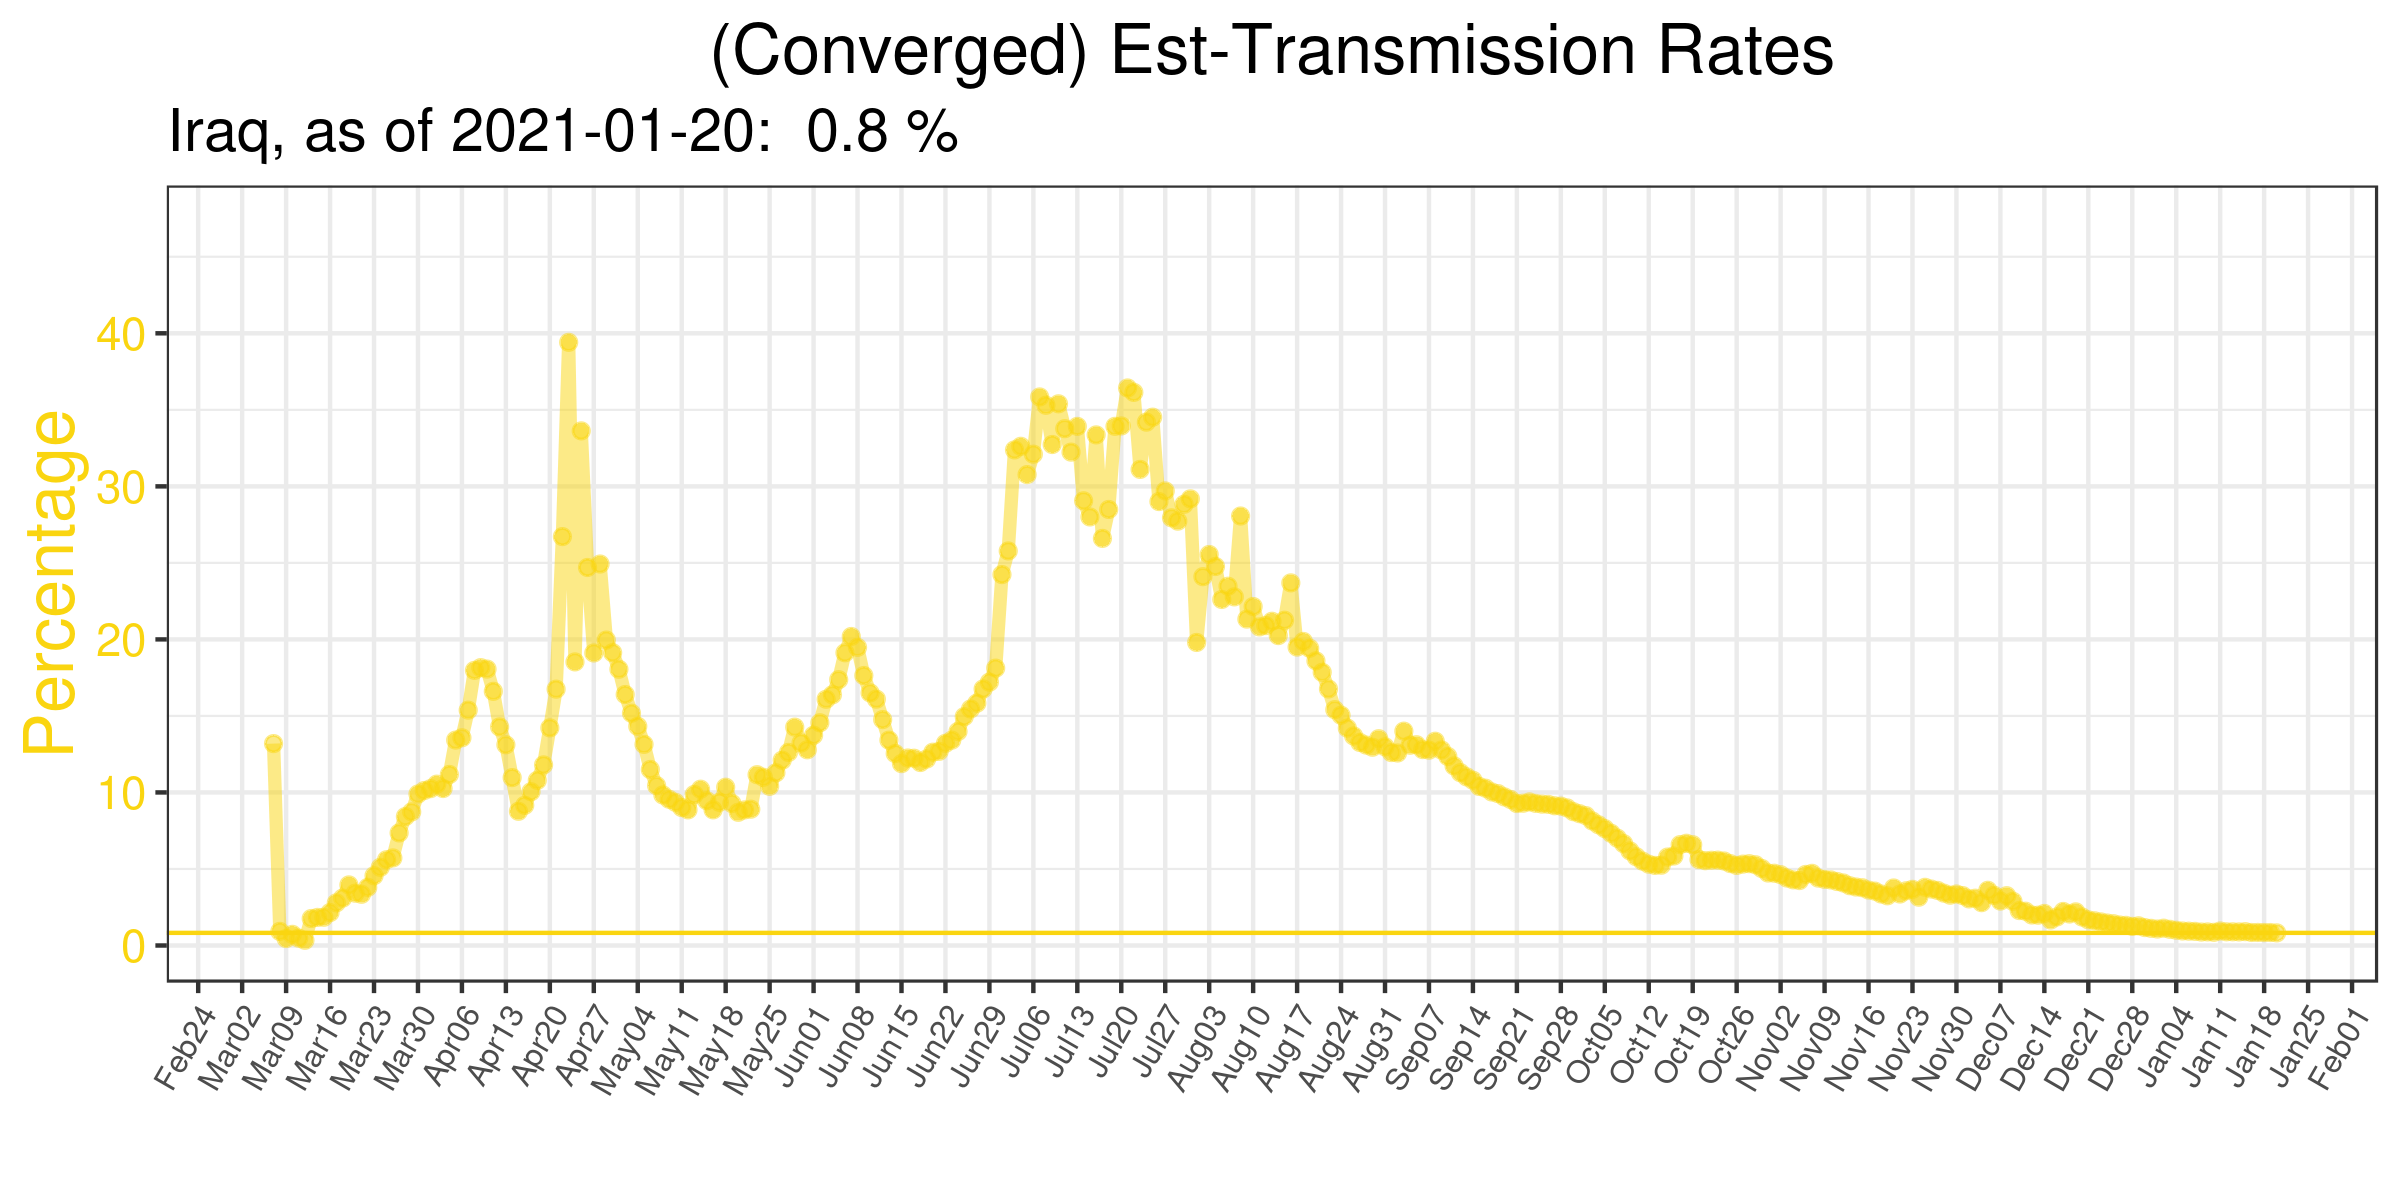 (Converged) Est-Transmission Rates
Iraq, as of 2021-01-20:  0.8 %
Percentage
40
30
20
10
0
Feb24
Mar02
Mar09
Mar16
Mar23
Mar30
Apr06
Apr13
Apr20
Apr27
May04
May11
May18
May25
Jun01
Jun08
Jun15
Jun22
Jun29
Jul06
Jul13
Jul20
Jul27
Aug03
Aug10
Aug17
Aug24
Aug31
Sep07
Sep14
Sep21
Sep28
Oct05
Oct12
Oct19
Oct26
Nov02
Nov09
Nov16
Nov23
Nov30
Dec07
Dec14
Dec21
Dec28
Jan04
Jan11
Jan18
Jan25
Feb01